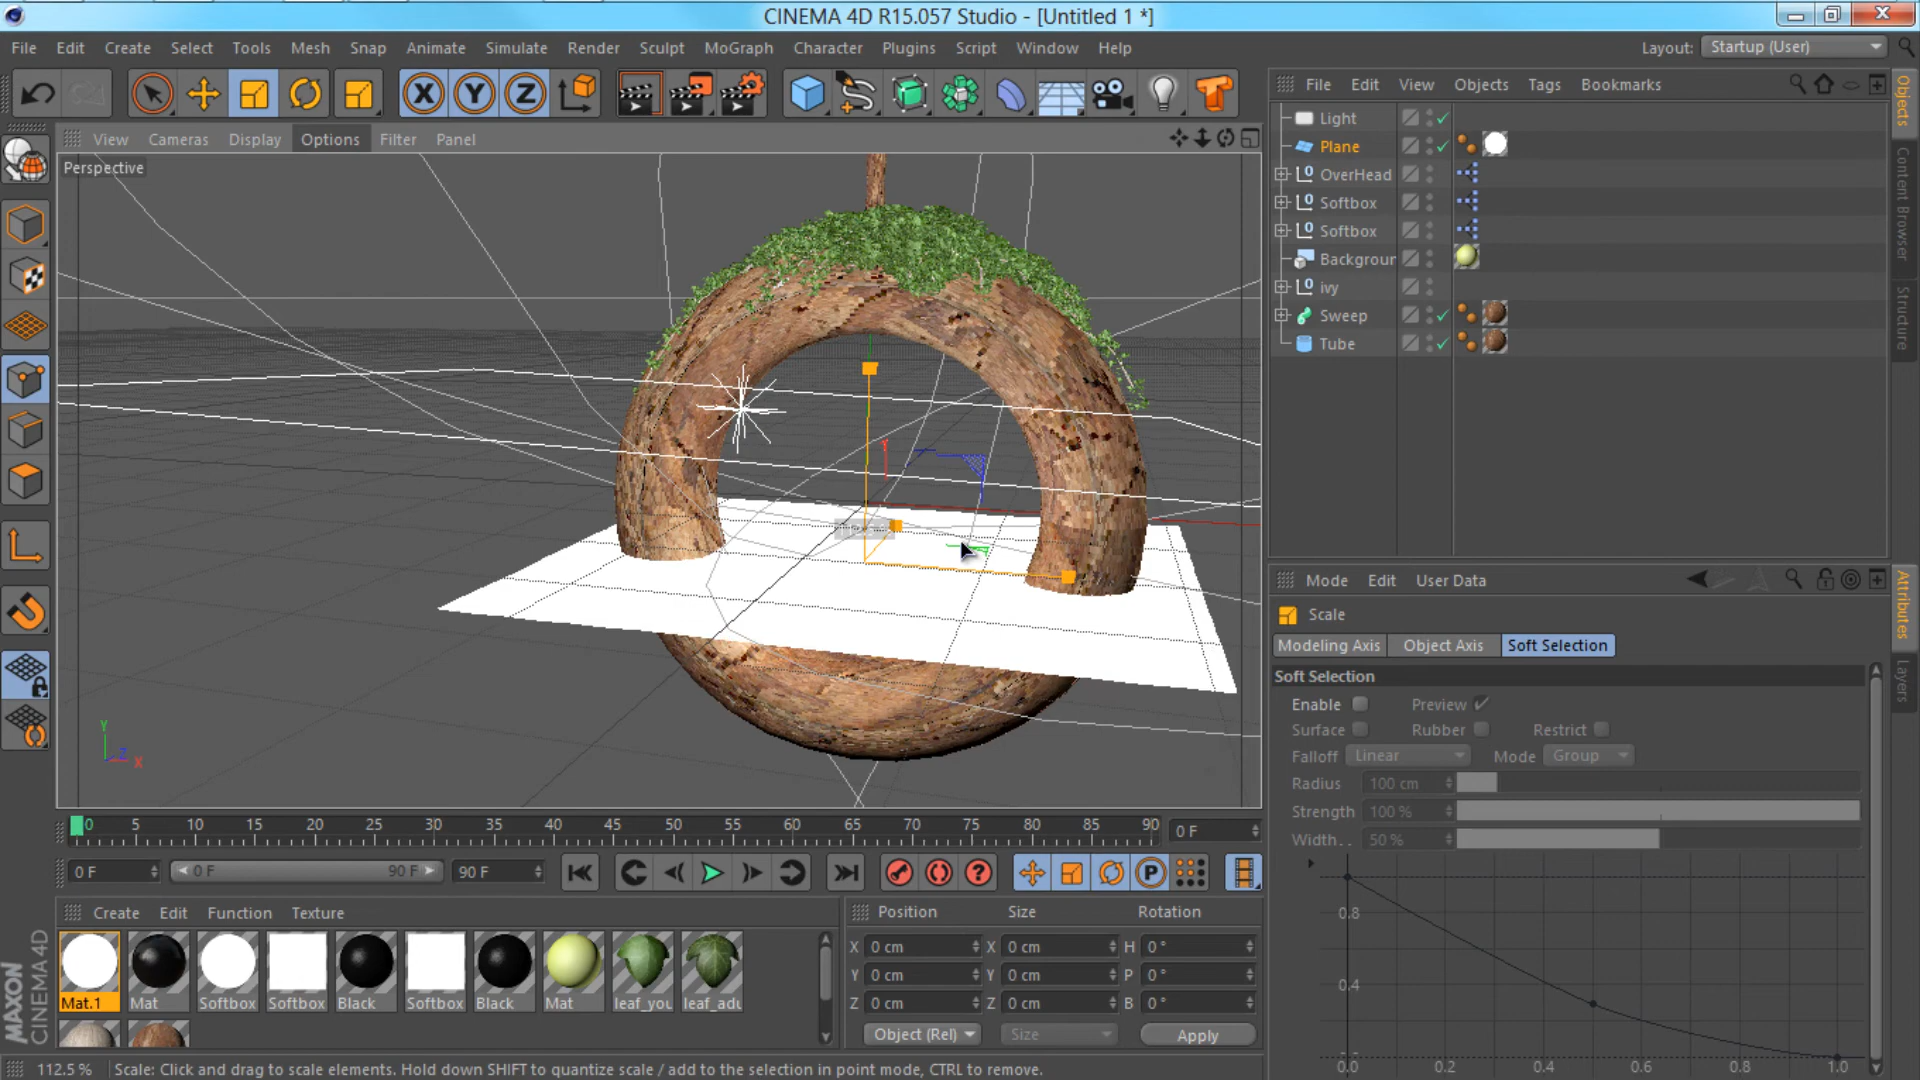 CINEMA 4D R15.057 Studio - [Untitled 1 *]
File Edit Create Select Tools Mesh Snap Animate Simulate Render Sculpt MoGraph Character Plugins Script Window Help
Layout: Startup (User)
X Y Z
File Edit View Objects Tags Bookmarks
View Cameras Display Options Filter Panel
Perspective
Light
Plane
OverHead
Softbox
Softbox
Backgrour
ivy
Sweep
Tube
Objects
Content Browser
Structure
Y
Z
X
Mode Edit User Data
Scale
Modeling Axis Object Axis Soft Selection
Soft Selection
Enable Preview
Surface Rubber Restrict
Falloff Linear Mode Group
Radius 100 cm
Strength 100 %
Width.. 50 %
0.8
0.4
0.0 0.2 0.4 0.6 0.8 1.0
Attributes
Layers
0 5 10 15 20 25 30 35 40 45 50 55 60 65 70 75 80 85 90 0 F
0 F 0 F 90 F 90 F
P
Create Edit Function Texture
Mat.1 Mat Softbox Softbox Black Softbox Black Mat leaf_you leaf_adu
Position Size Rotation
X 0 cm X 0 cm H 0 °
Y 0 cm Y 0 cm P 0 °
Z 0 cm Z 0 cm B 0 °
Object (Rel) Size Apply
MAXON
CINEMA 4D
112.5 % Scale: Click and drag to scale elements. Hold down SHIFT to quantize scale / add to the selection in point mode, CTRL to remove.